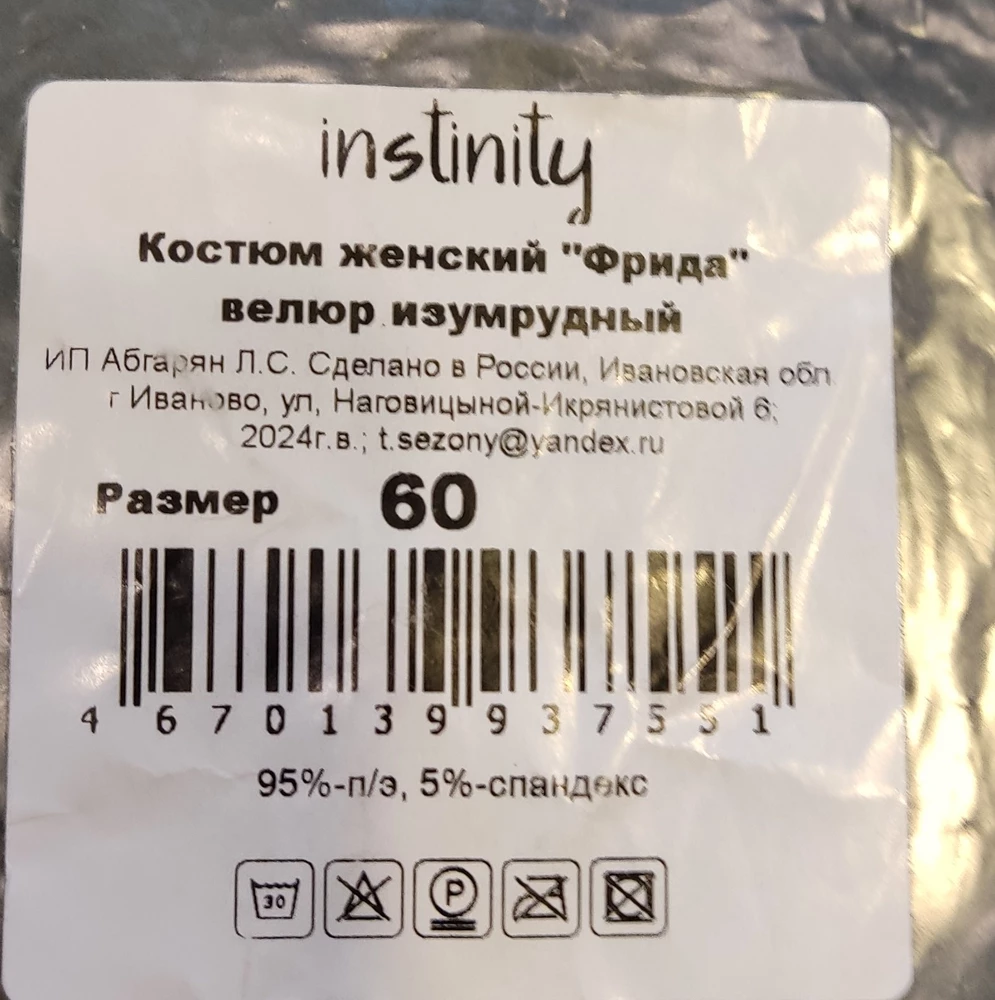 instinity
Костюм женский "Фрида"
велюр изумрудный
ИП Абгарян Л.С. Сделано в России, Ивановская обл.
г Иваново, ул, Наговицыной-Икрянистовой 6;
2024г.в.; t.sezony@yandex.ru
Размер 60
4 670139 937551
95%-п/э, 5%-спандекс
30 P